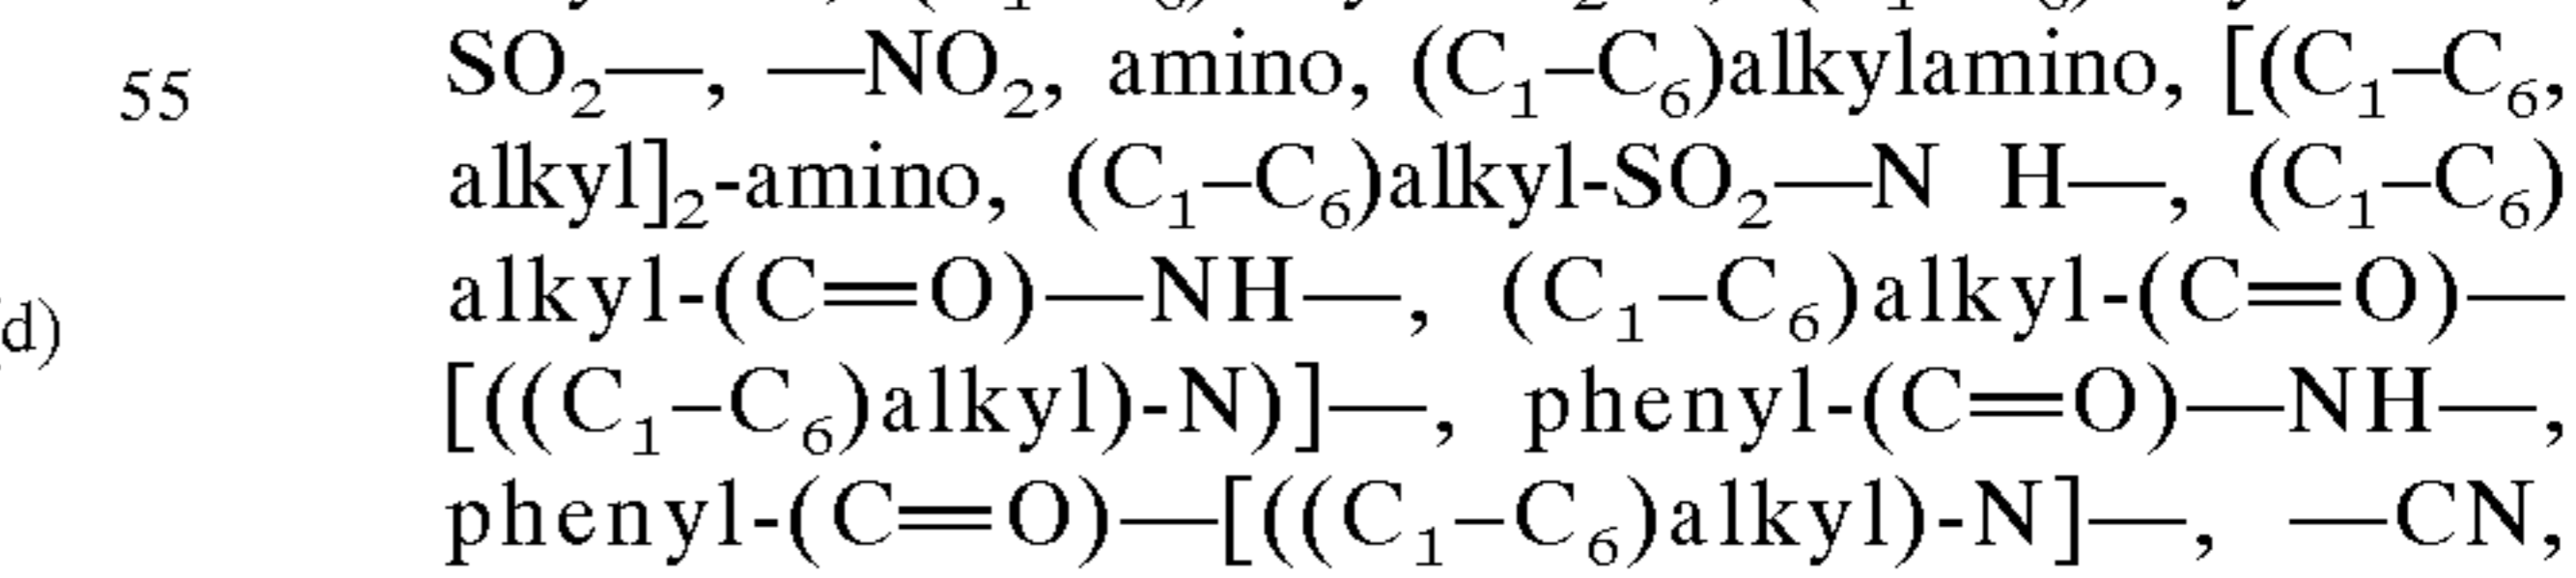 55 SO₂—, —NO₂, amino, (C₁–C₆)alkylamino, [(C₁–C₆,
alkyl]₂-amino, (C₁–C₆)alkyl-SO₂—N H—, (C₁–C₆)
alkyl-(C=O)—NH—, (C₁–C₆)alkyl-(C=O)—
d)
[((C₁–C₆)alkyl)-N)]—, phenyl-(C=O)—NH—,
phenyl-(C=O)—[((C₁–C₆)alkyl)-N]—, —CN,